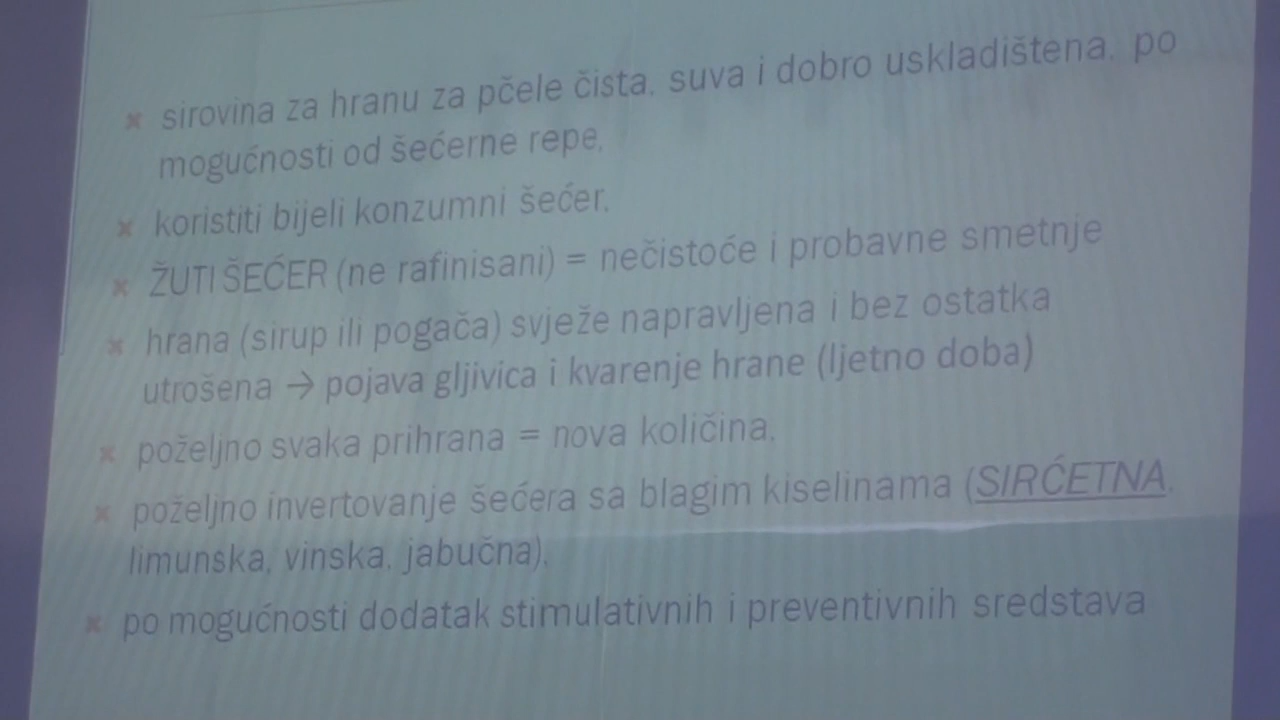 sirovina za hranu za pčele čista, suva i dobro uskladištena, po
mogućnosti od šećerne repe,
koristiti bijeli konzumni šećer,
ŽUTI ŠEĆER (ne rafinisani) = nečistoće i probavne smetnje
hrana (sirup ili pogača) svježe napravljena i bez ostatka
utrošena → pojava gljivica i kvarenje hrane (ljetno doba)
poželjno svaka prihrana = nova količina,
poželjno invertovanje šećera sa blagim kiselinama (SIRĆETNA,
limunska, vinska, jabučna),
po mogućnosti dodatak stimulativnih i preventivnih sredstava